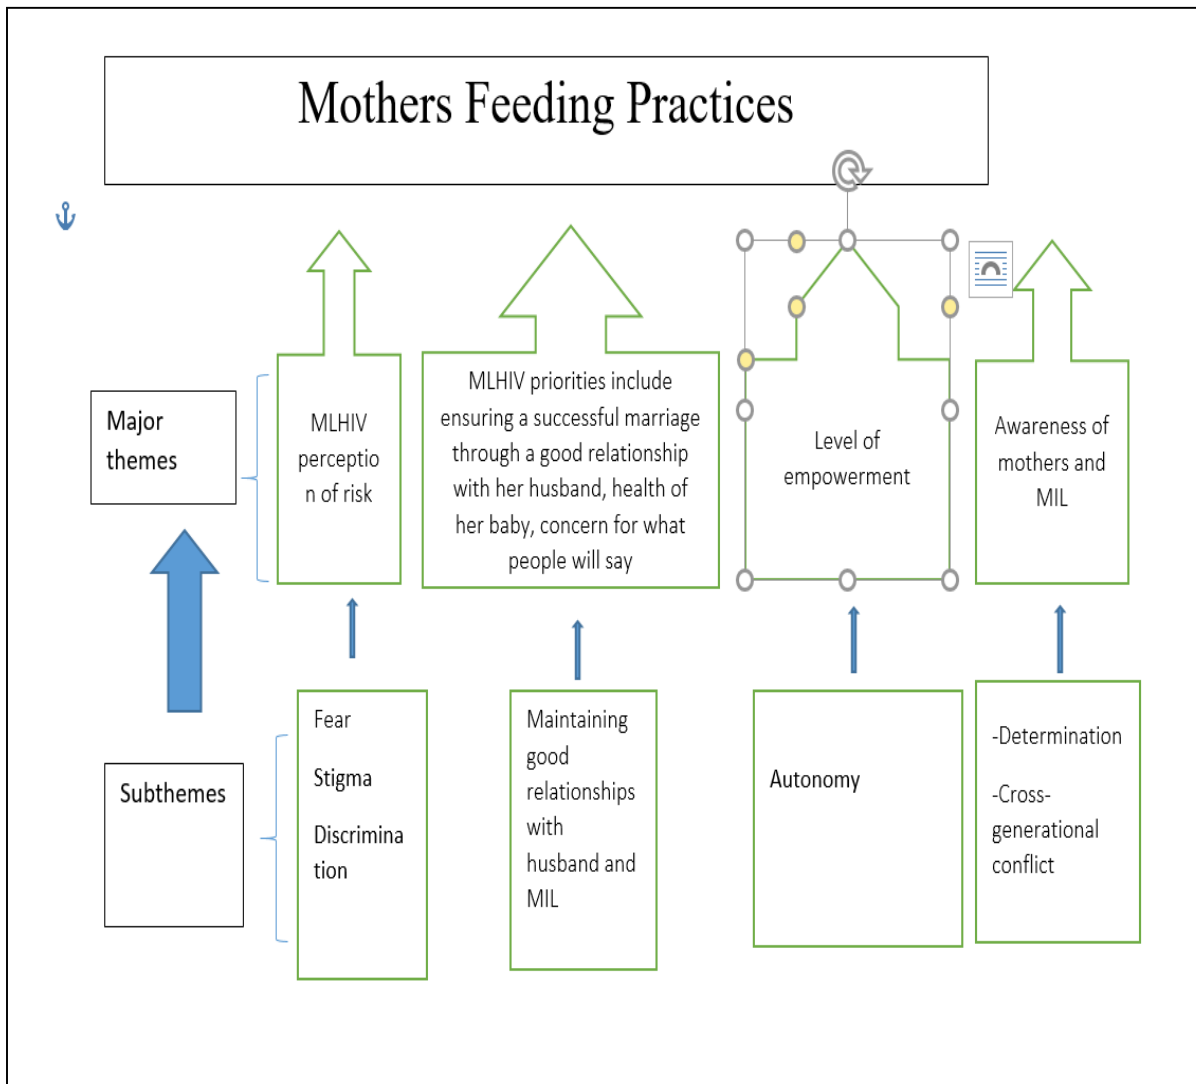 Mothers Feeding Practices
Major
themes
MLHIV
perceptio
n of risk
MLHIV priorities include
ensuring a successful marriage
through a good relationship
with her husband, health of
her baby, concern for what
people will say
Level of
empowerment
Awareness of
mothers and
MIL
Subthemes
Fear
Stigma
Discrimina
tion
Maintaining
good
relationships
with
husband and
MIL
Autonomy
-Determination
-Cross-
generational
conflict